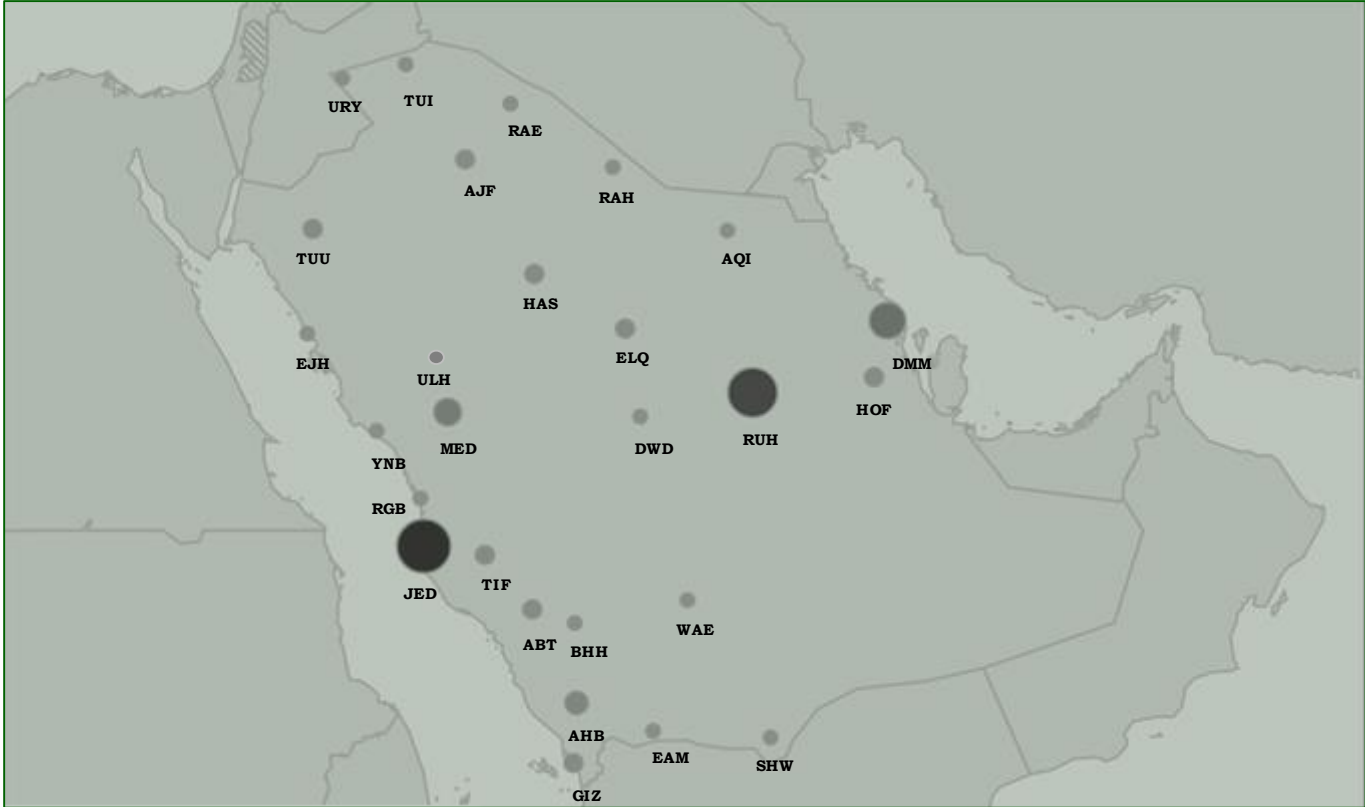 URY
TUI
RAE
AJF
RAH
TUU
AQI
HAS
ELQ
EJH
ULH
DMM
HOF
MED
DWD
RUH
YNB
RGB
JED
TIF
WAE
ABT
BHH
AHB
EAM
SHW
GIZ